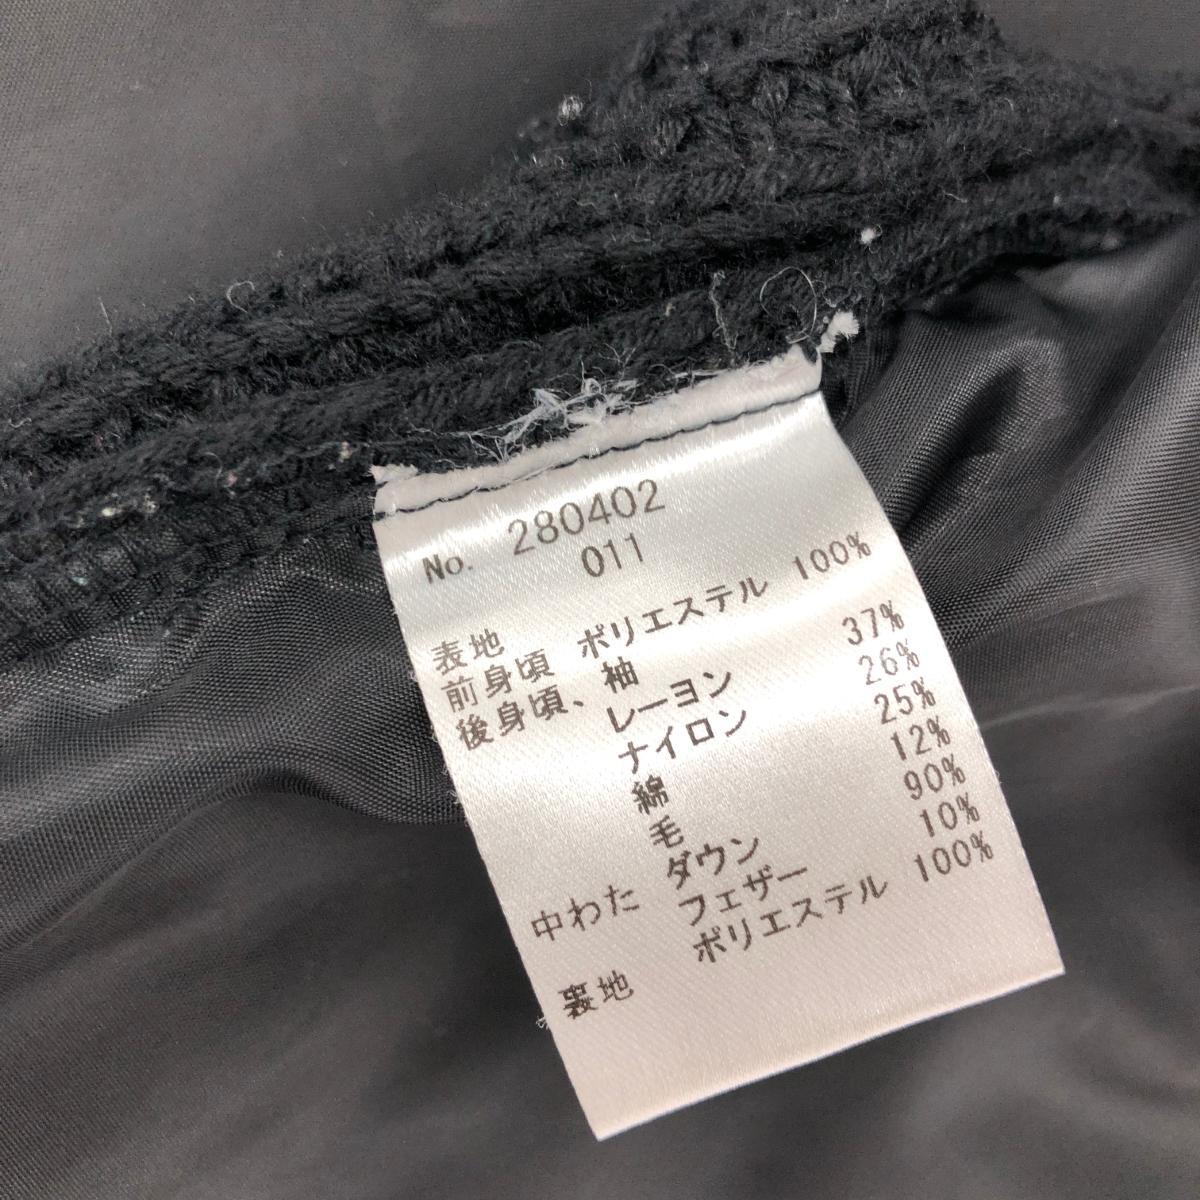 No. 280402
011
表地
前身頃 ポリエステル 100%
後身頃、袖
レーヨン 37%
ナイロン 26%
綿 25%
毛 12%
中わた ダウン 90%
フェザー 10%
裏地 ポリエステル 100%